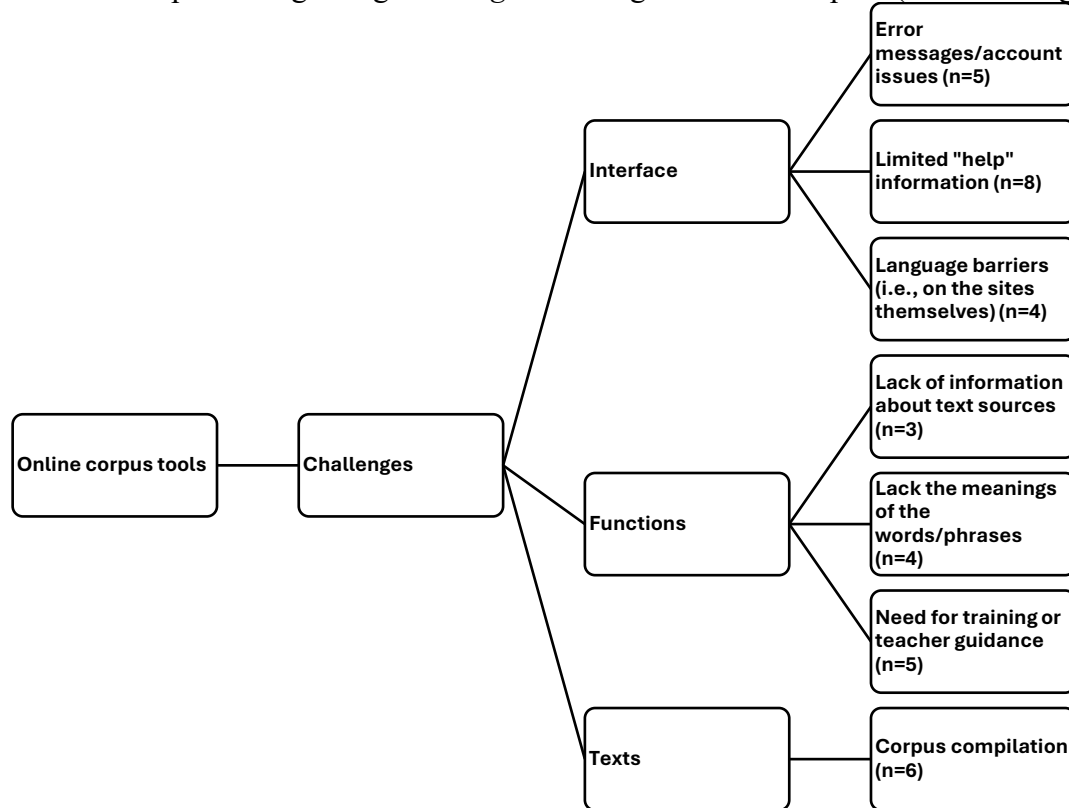 Error
messages/account
issues (n=5)
Interface
Limited "help"
information (n=8)
Language barriers
(i.e., on the sites
themselves) (n=4)
Lack of information
about text sources
(n=3)
Online corpus tools
Challenges
Functions
Lack the meanings
of the
words/phrases
(n=4)
Need for training or
teacher guidance
(n=5)
Texts
Corpus compilation
(n=6)